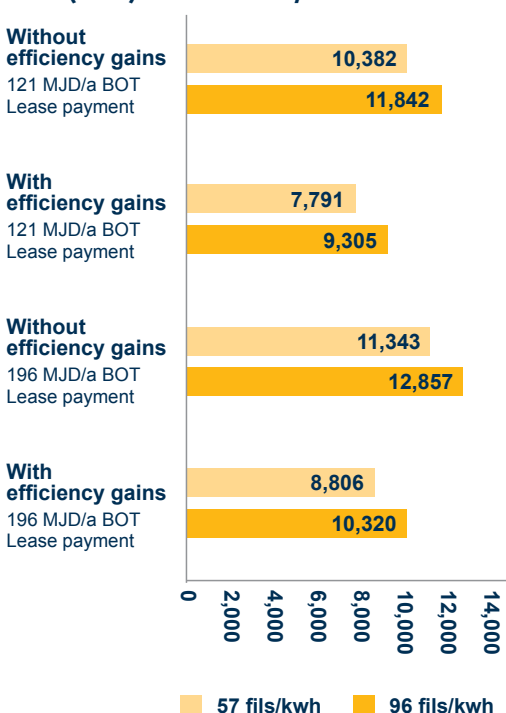 Without
efficiency gains
121 MJD/a BOT
Lease payment
10,382
11,842
With
efficiency gains
121 MJD/a BOT
Lease payment
7,791
9,305
Without
efficiency gains
196 MJD/a BOT
Lease payment
11,343
12,857
With
efficiency gains
196 MJD/a BOT
Lease payment
8,806
10,320
0
2,000
4,000
6,000
8,000
10,000
12,000
14,000
57 fils/kwh
96 fils/kwh